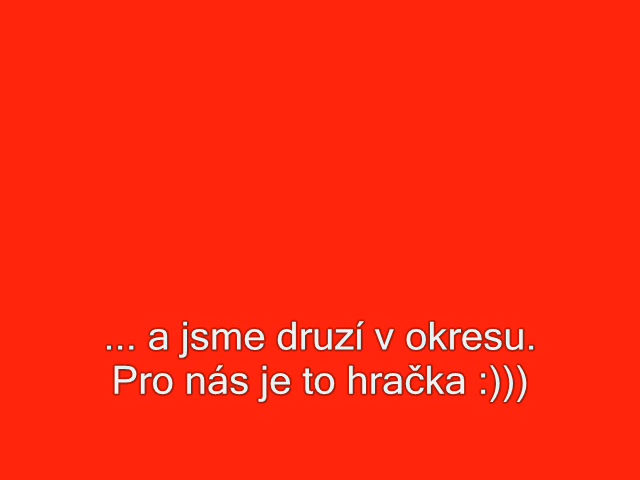 ... a jsme druzí v okresu.
Pro nás je to hračka :)))